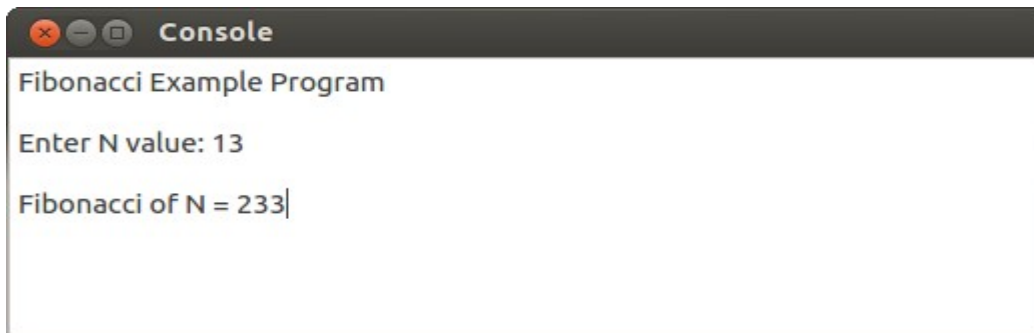 Console
Fibonacci Example Program
Enter N value: 13
Fibonacci of N = 233